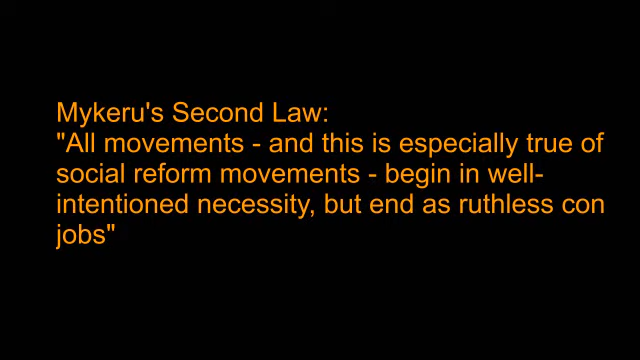 Mykeru's Second Law:
"All movements - and this is especially true of
social reform movements - begin in well-
intentioned necessity, but end as ruthless con
jobs"